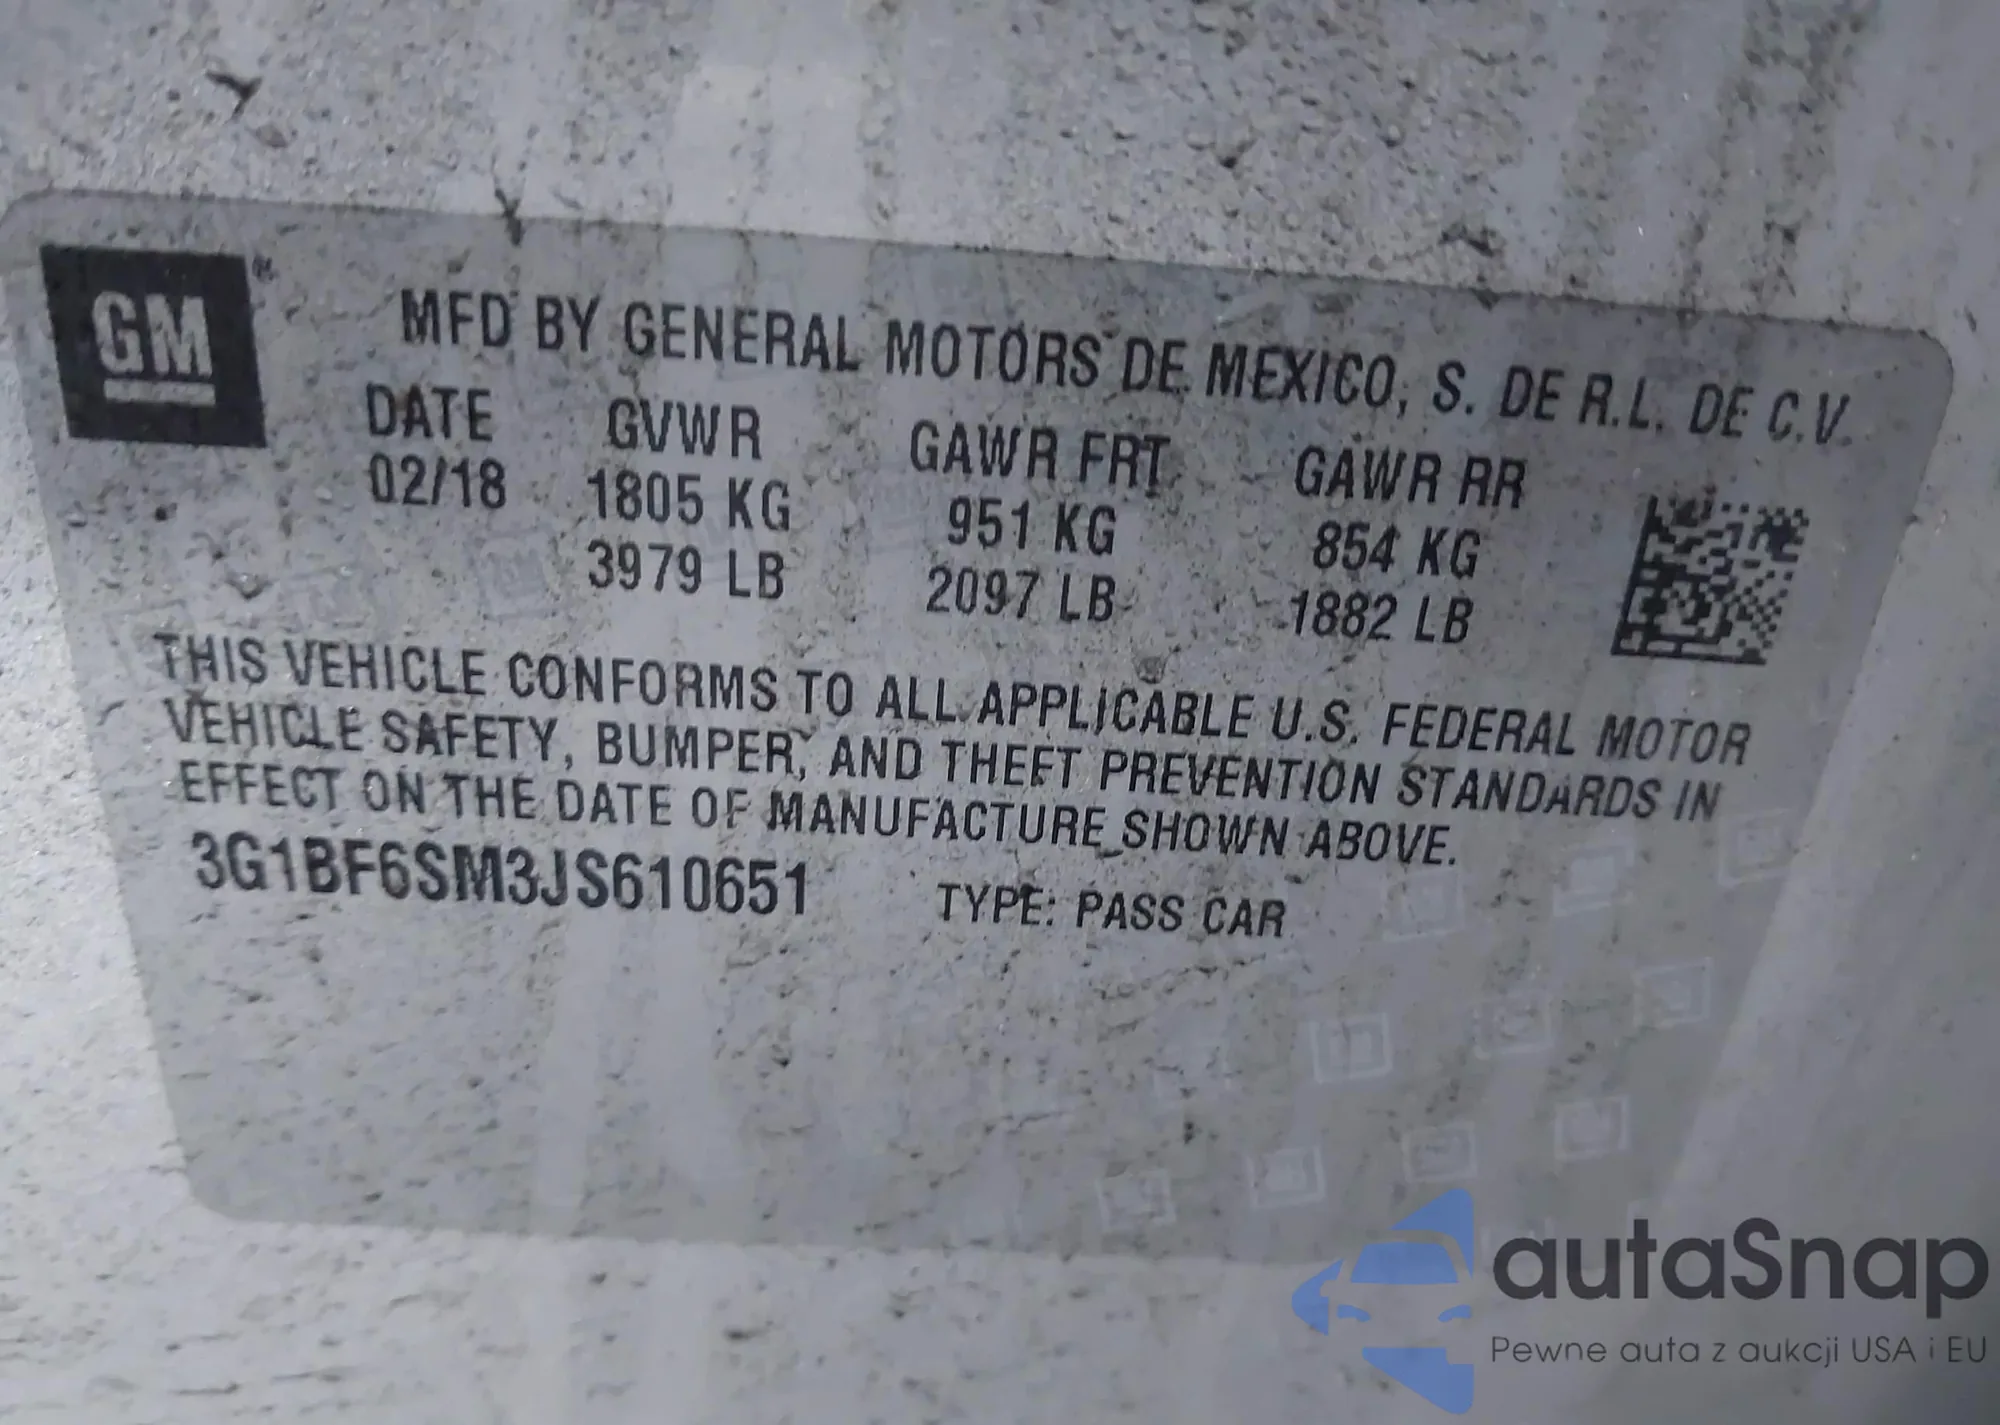 GM
MFD BY GENERAL MOTORS DE MEXICO, S. DE R.L. DE C.V.
DATE GVWR GAWR FRT GAWR RR
02/18 1805 KG 951 KG 854 KG
3979 LB 2097 LB 1882 LB
THIS VEHICLE CONFORMS TO ALL APPLICABLE U.S. FEDERAL MOTOR
VEHICLE SAFETY, BUMPER, AND THEFT PREVENTION STANDARDS IN
EFFECT ON THE DATE OF MANUFACTURE SHOWN ABOVE.
3G1BF6SM3JS610651 TYPE: PASS CAR
autaSnap
Pewne auta z aukcji USA i EU